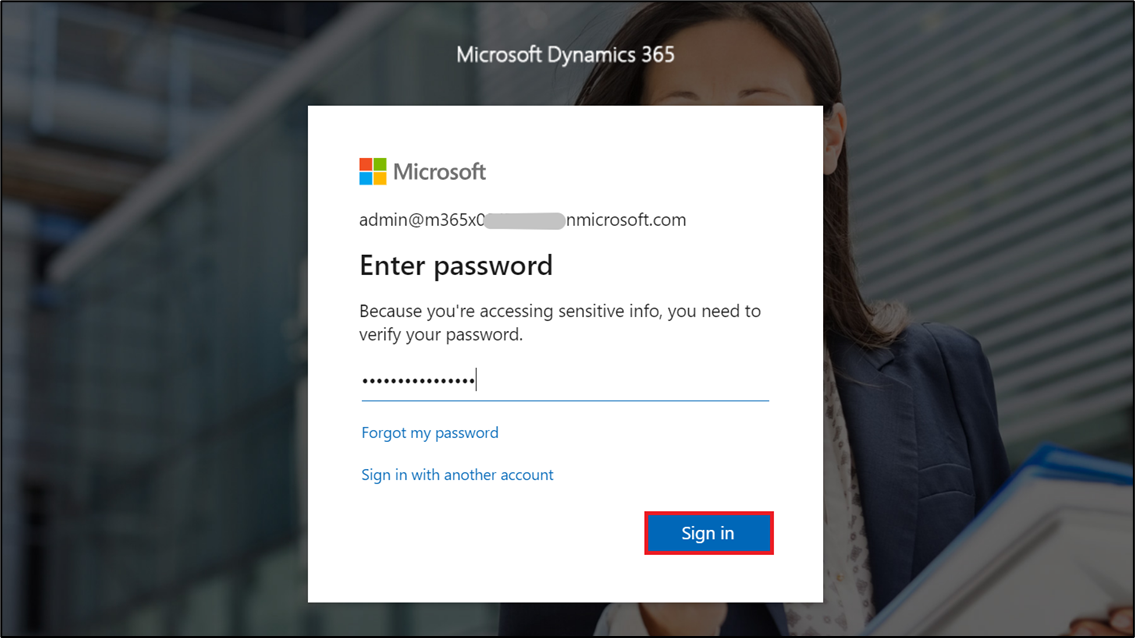 Microsoft Dynamics 365
Microsoft
admin@m365x0 nmicrosoft.com
Enter password
Because you're accessing sensitive info, you need to
verify your password.
••••••••••••••••
Forgot my password
Sign in with another account
Sign in